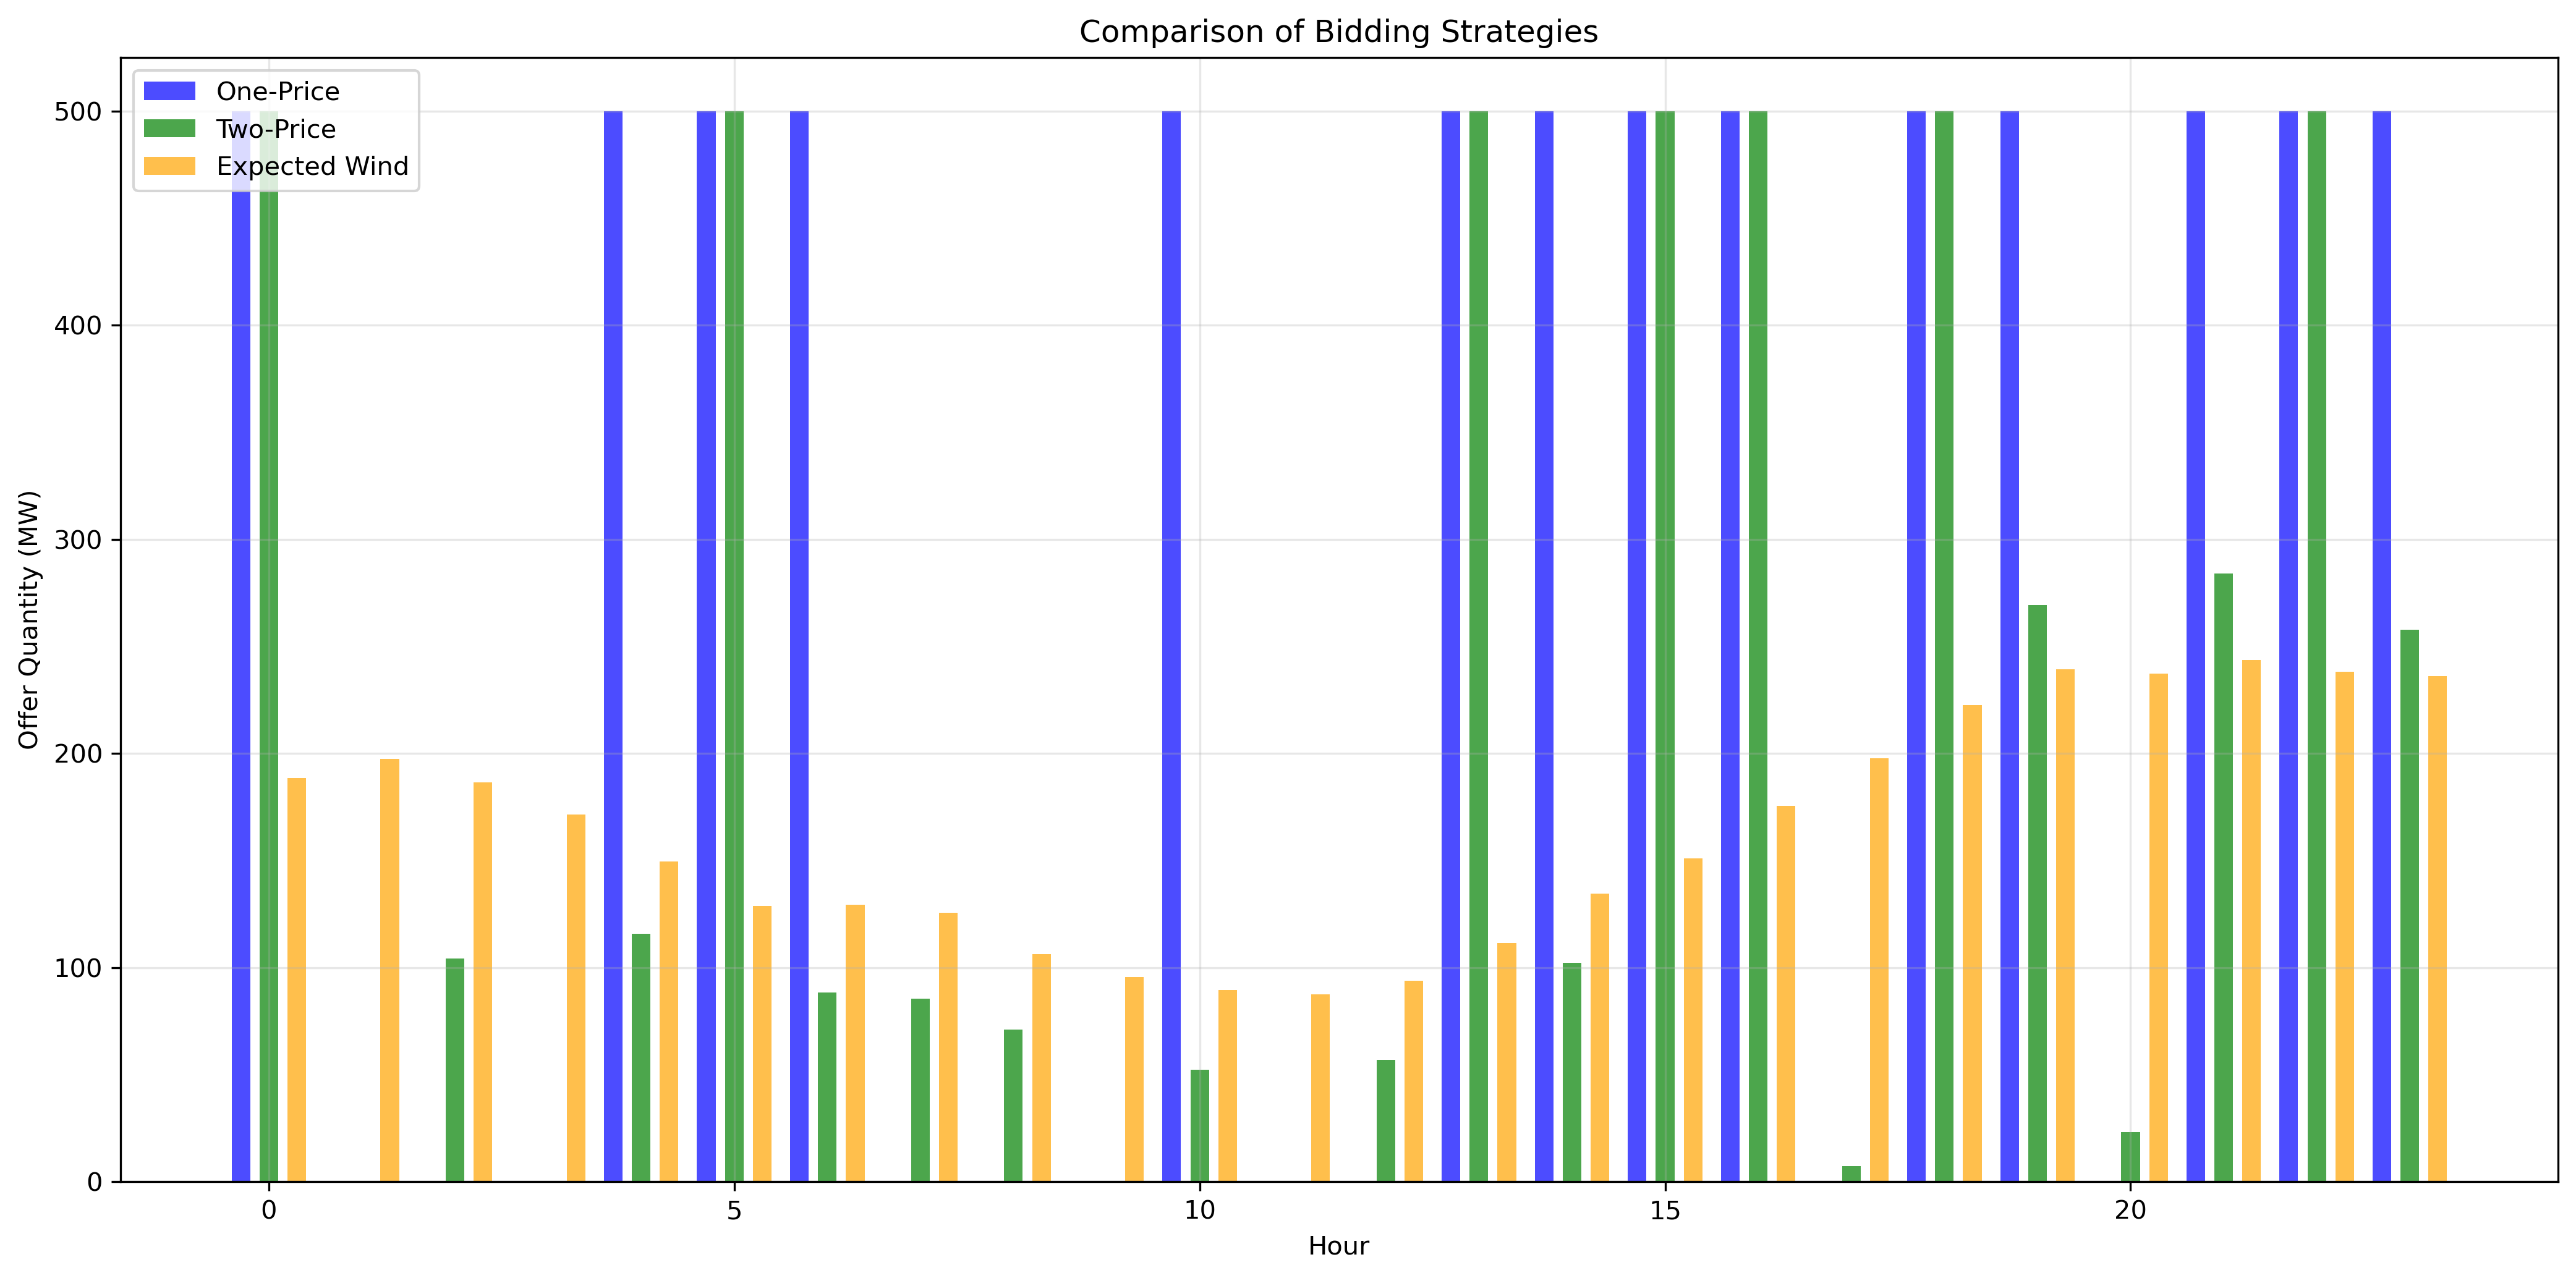 Comparison of Bidding Strategies
One-Price
Two-Price
Expected Wind
Offer Quantity (MW)
500
400
300
200
100
0
0 5 10 15 20
Hour